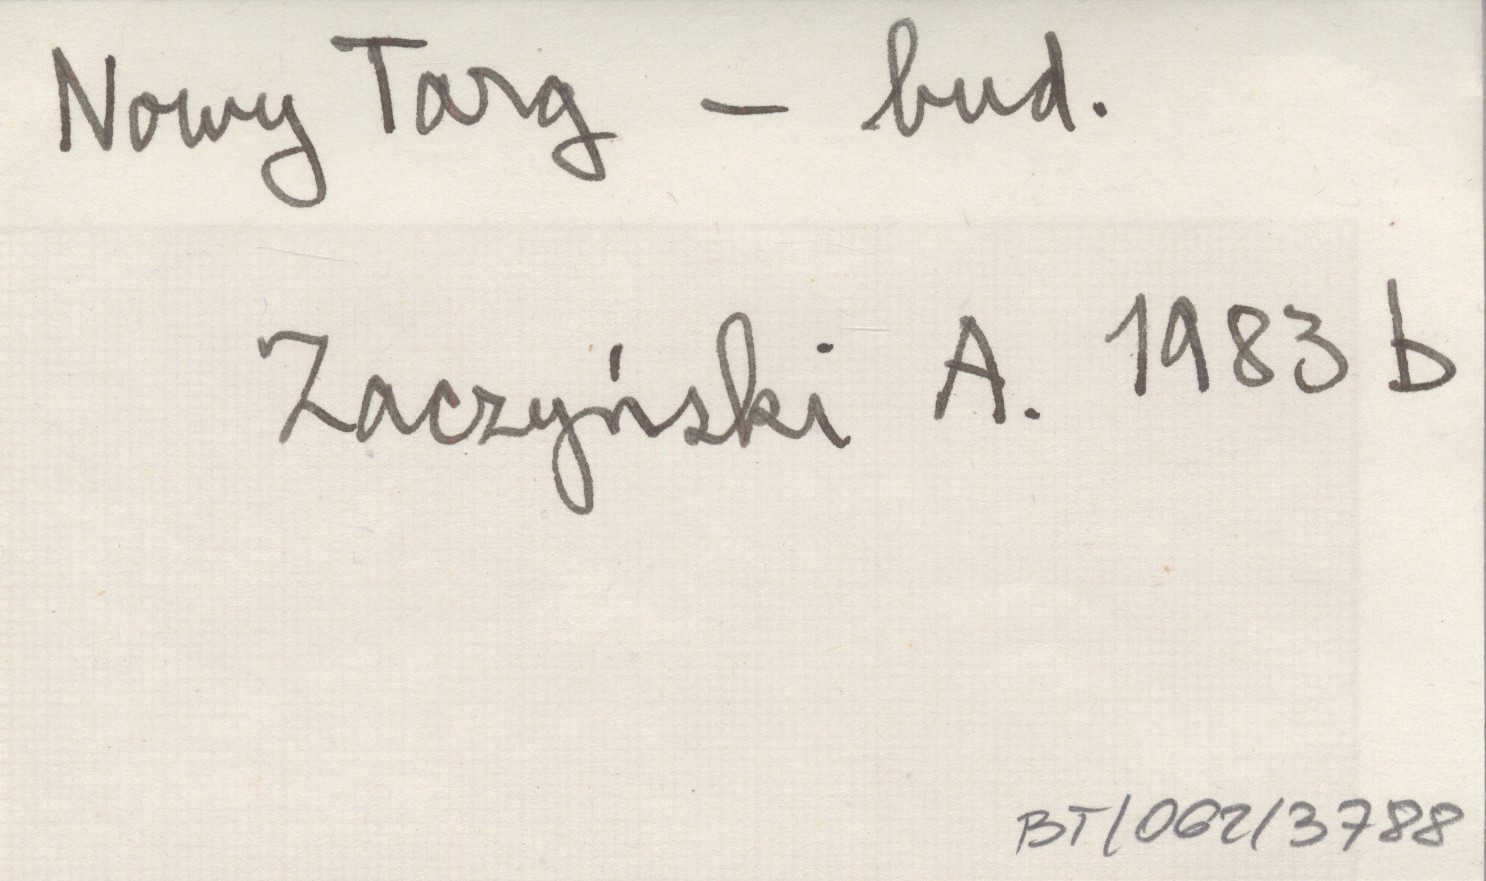 Nowy Targ – bud.
Zaczyński A. 1983 b
BT/062/3788